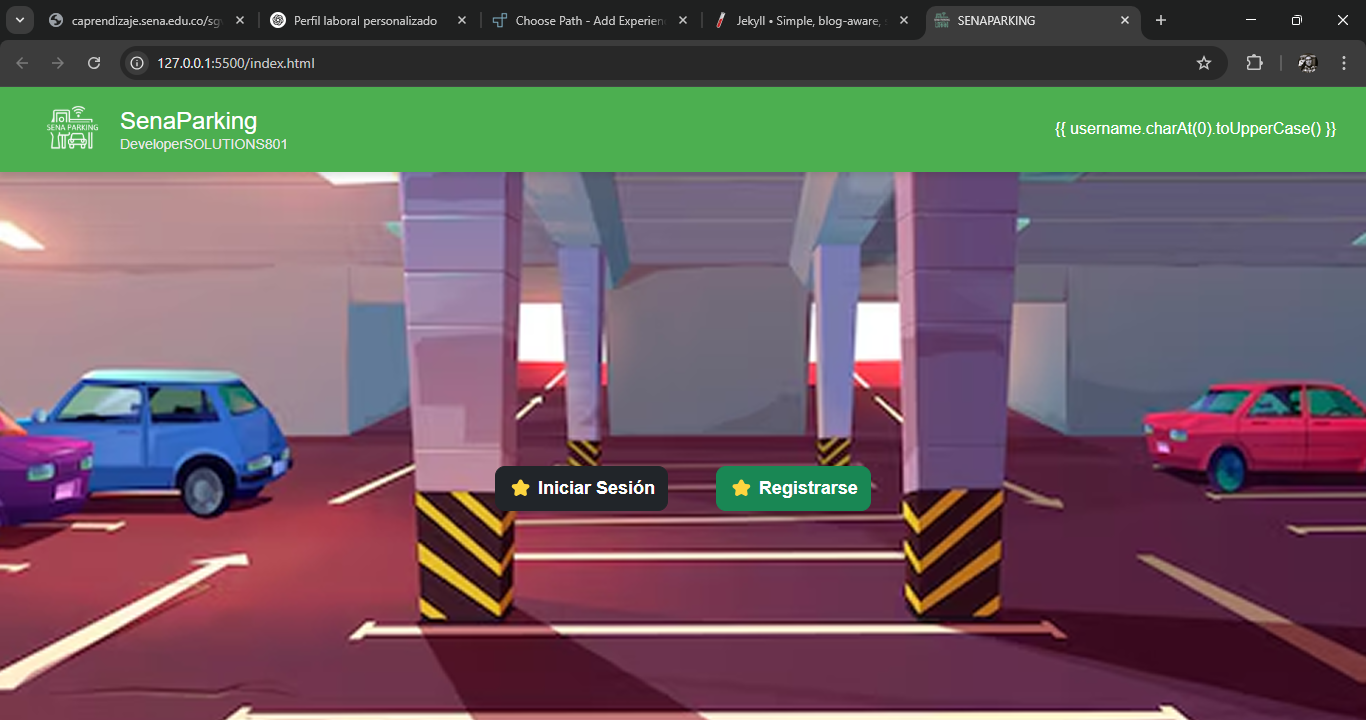 caprendizaje.sena.edu.co/sg
Perfil laboral personalizado
Choose Path - Add Experien
Jekyll • Simple, blog-aware,
SENAPARKING
127.0.0.1:5500/index.html
SENA PARKING
SenaParking
DeveloperSOLUTIONS801
{{ username.charAt(0).toUpperCase() }}
Iniciar Sesión
Registrarse